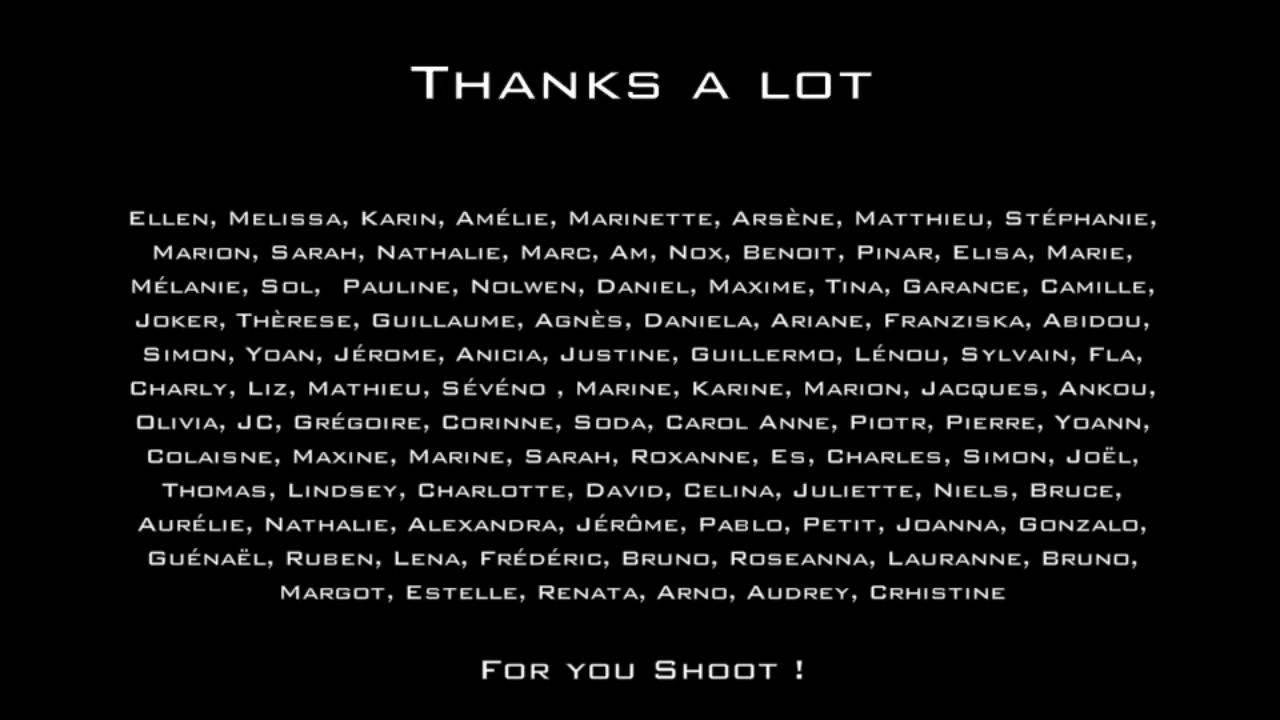 Thanks a lot
Ellen, Melissa, Karin, Amélie, Marinette, Arsène, Matthieu, Stéphanie,
Marion, Sarah, Nathalie, Marc, Am, Nox, Benoit, Pinar, Elisa, Marie,
Mélanie, Sol,  Pauline, Nolwen, Daniel, Maxime, Tina, Garance, Camille,
Joker, Thèrese, Guillaume, Agnès, Daniela, Ariane, Franziska, Abidou,
Simon, Yoan, Jérome, Anicia, Justine, Guillermo, Lénou, Sylvain, Fla,
Charly, Liz, Mathieu, Sévéno , Marine, Karine, Marion, Jacques, Ankou,
Olivia, JC, Grégoire, Corinne, Soda, Carol Anne, Piotr, Pierre, Yoann,
Colaisne, Maxine, Marine, Sarah, Roxanne, Es, Charles, Simon, Joël,
Thomas, Lindsey, Charlotte, David, Celina, Juliette, Niels, Bruce,
Aurélie, Nathalie, Alexandra, Jérôme, Pablo, Petit, Joanna, Gonzalo,
Guénaël, Ruben, Lena, Frédéric, Bruno, Roseanna, Lauranne, Bruno,
Margot, Estelle, Renata, Arno, Audrey, Crhistine
For you Shoot !